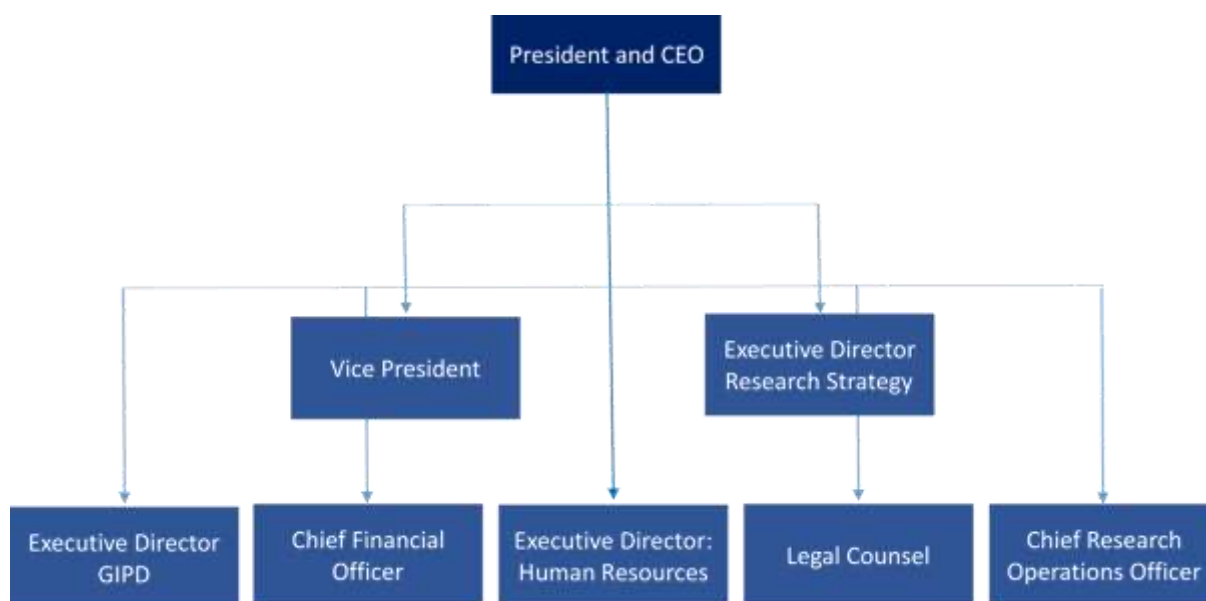 President and CEO
Vice President
Executive Director
Research Strategy
Executive Director
GIPD
Chief Financial
Officer
Executive Director:
Human Resources
Legal Counsel
Chief Research
Operations Officer